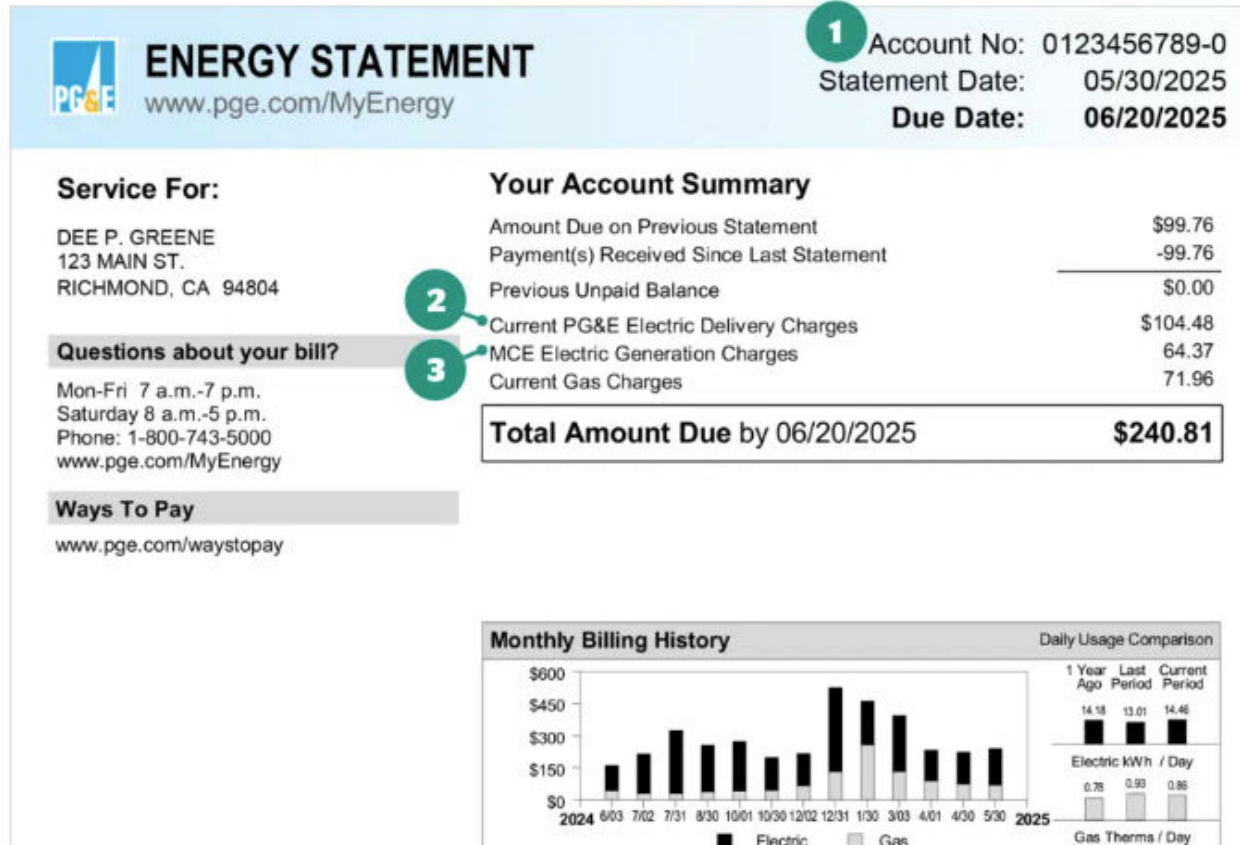 1
Account No: 0123456789-0
PG&E
ENERGY STATEMENT
www.pge.com/MyEnergy
Statement Date: 05/30/2025
Due Date: 06/20/2025
Service For:
DEE P. GREENE
123 MAIN ST.
RICHMOND, CA 94804
Questions about your bill?
Mon-Fri 7 a.m.-7 p.m.
Saturday 8 a.m.-5 p.m.
Phone: 1-800-743-5000
www.pge.com/MyEnergy
Ways To Pay
www.pge.com/waystopay
Your Account Summary
Amount Due on Previous Statement $99.76
Payment(s) Received Since Last Statement -99.76
Previous Unpaid Balance $0.00
2
Current PG&E Electric Delivery Charges $104.48
3
MCE Electric Generation Charges 64.37
Current Gas Charges 71.96
Total Amount Due by 06/20/2025 $240.81
Monthly Billing History
$600
$450
$300
$150
$0
2024 6/03 7/02 7/31 8/30 10/01 10/30 12/02 12/31 1/30 3/03 4/01 4/30 5/30 2025
Electric Gas
Daily Usage Comparison
1 Year Ago Last Period Current Period
14.18 13.01 14.46
Electric kWh / Day
0.78 0.93 0.86
Gas Therms / Day